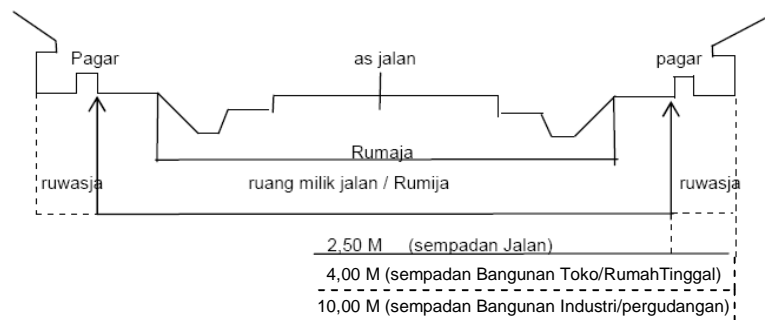 Pagar as jalan pagar
Rumaja
ruwasja ruang milik jalan / Rumija ruwasja
2,50 M (sempadan Jalan)
4,00 M (sempadan Bangunan Toko/RumahTinggal)
10,00 M (sempadan Bangunan Industri/pergudangan)